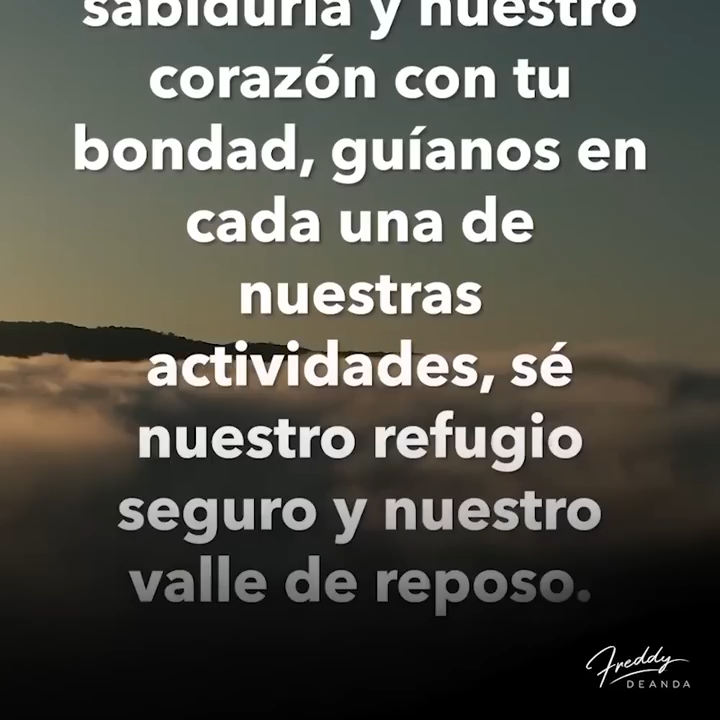 sabiduría y nuestro
corazón con tu
bondad, guíanos en
cada una de
nuestras
actividades, sé
nuestro refugio
seguro y nuestro
valle de reposo.
Freddy
DEANDA